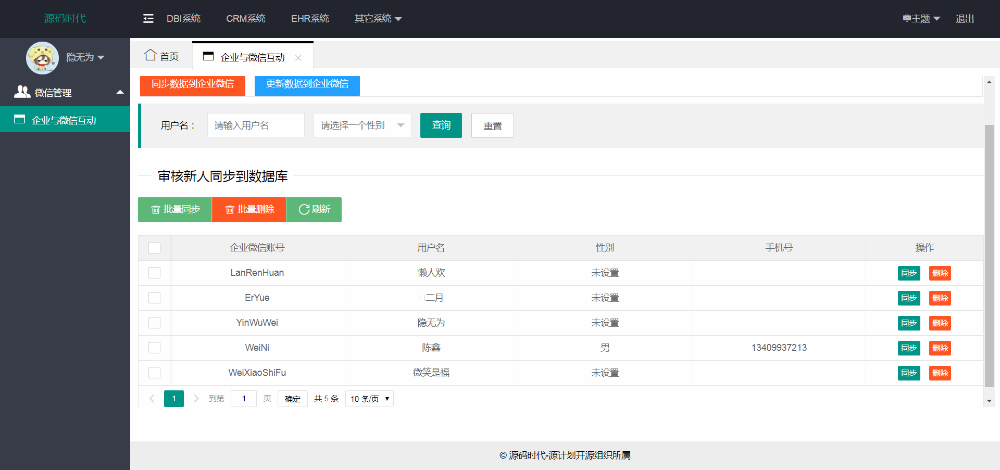 源码时代
DBI系统 CRM系统 EHR系统 其它系统
主题 退出
隐无为
微信管理
企业与微信互动
首页 企业与微信互动
同步数据到企业微信 更新数据到企业微信
用户名： 请输入用户名 请选择一个性别 查询 重置
审核新人同步到数据库
批量同步 批量删除 刷新
企业微信账号 用户名 性别 手机号 操作
LanRenHuan 懒人欢 未设置 同步 删除
ErYue 二月 未设置 同步 删除
YinWuWei 隐无为 未设置 同步 删除
WeiNi 陈鑫 男 13409937213 同步 删除
WeiXiaoShiFu 微笑是福 未设置 同步 删除
1 到第 1 页 确定 共 5 条 10 条/页
© 源码时代-源计划开源组织所属